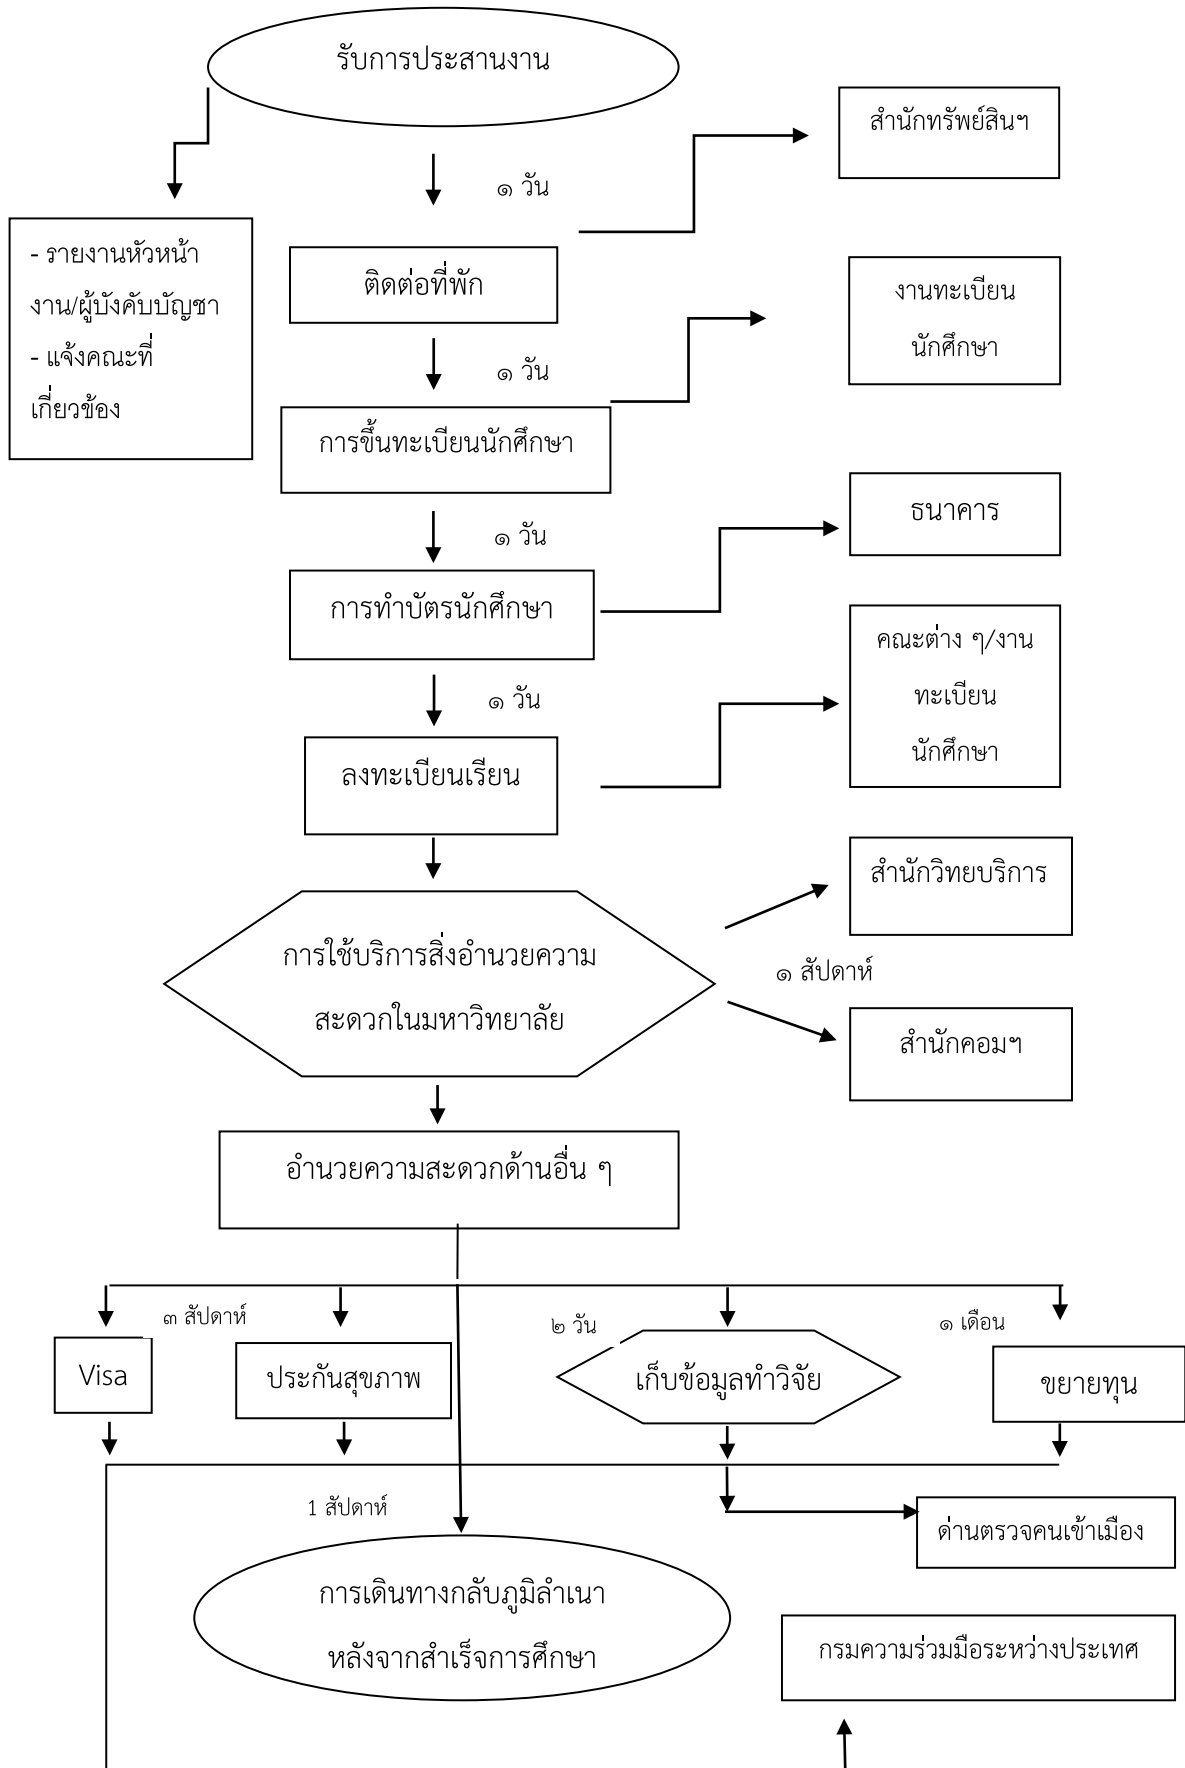 รับการประสานงาน
สำนักทรัพย์สินฯ
๑ วัน
- รายงานหัวหน้า
งาน/ผู้บังคับบัญชา
- แจ้งคณะที่
เกี่ยวข้อง
ติดต่อที่พัก
งานทะเบียน
นักศึกษา
๑ วัน
การขึ้นทะเบียนนักศึกษา
ธนาคาร
๑ วัน
การทำบัตรนักศึกษา
คณะต่าง ๆ/งาน
ทะเบียน
นักศึกษา
๑ วัน
ลงทะเบียนเรียน
สำนักวิทยบริการ
การใช้บริการสิ่งอำนวยความ
สะดวกในมหาวิทยาลัย
๑ สัปดาห์
สำนักคอมฯ
อำนวยความสะดวกด้านอื่น ๆ
๓ สัปดาห์
๒ วัน
๑ เดือน
Visa
ประกันสุขภาพ
เก็บข้อมูลทำวิจัย
ขยายทุน
1 สัปดาห์
ด่านตรวจคนเข้าเมือง
การเดินทางกลับภูมิลำเนา
หลังจากสำเร็จการศึกษา
กรมความร่วมมือระหว่างประเทศ